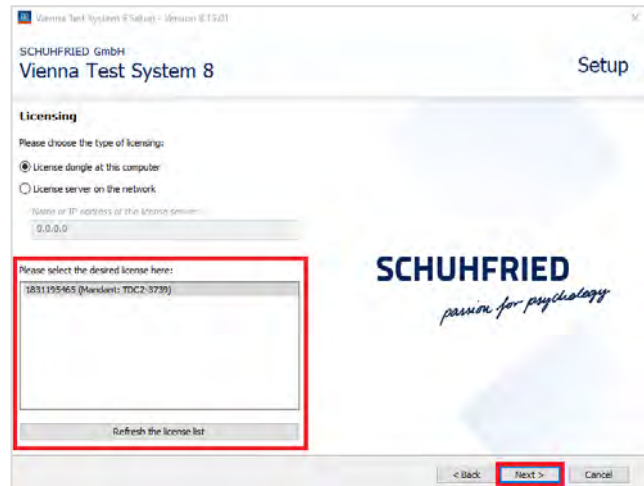 Vienna Test System 8 Setup - Version 8.15.01
SCHUHFRIED GmbH
Vienna Test System 8
Setup
Licensing
Please choose the type of licensing:
License dongle at this computer
License server on the network
Name or IP address of the license server:
0.0.0.0
Please select the desired license here:
1831195465 (Mandant: TDC2-3739)
Refresh the license list
SCHUHFRIED
passion for psychology
< Back
Next >
Cancel